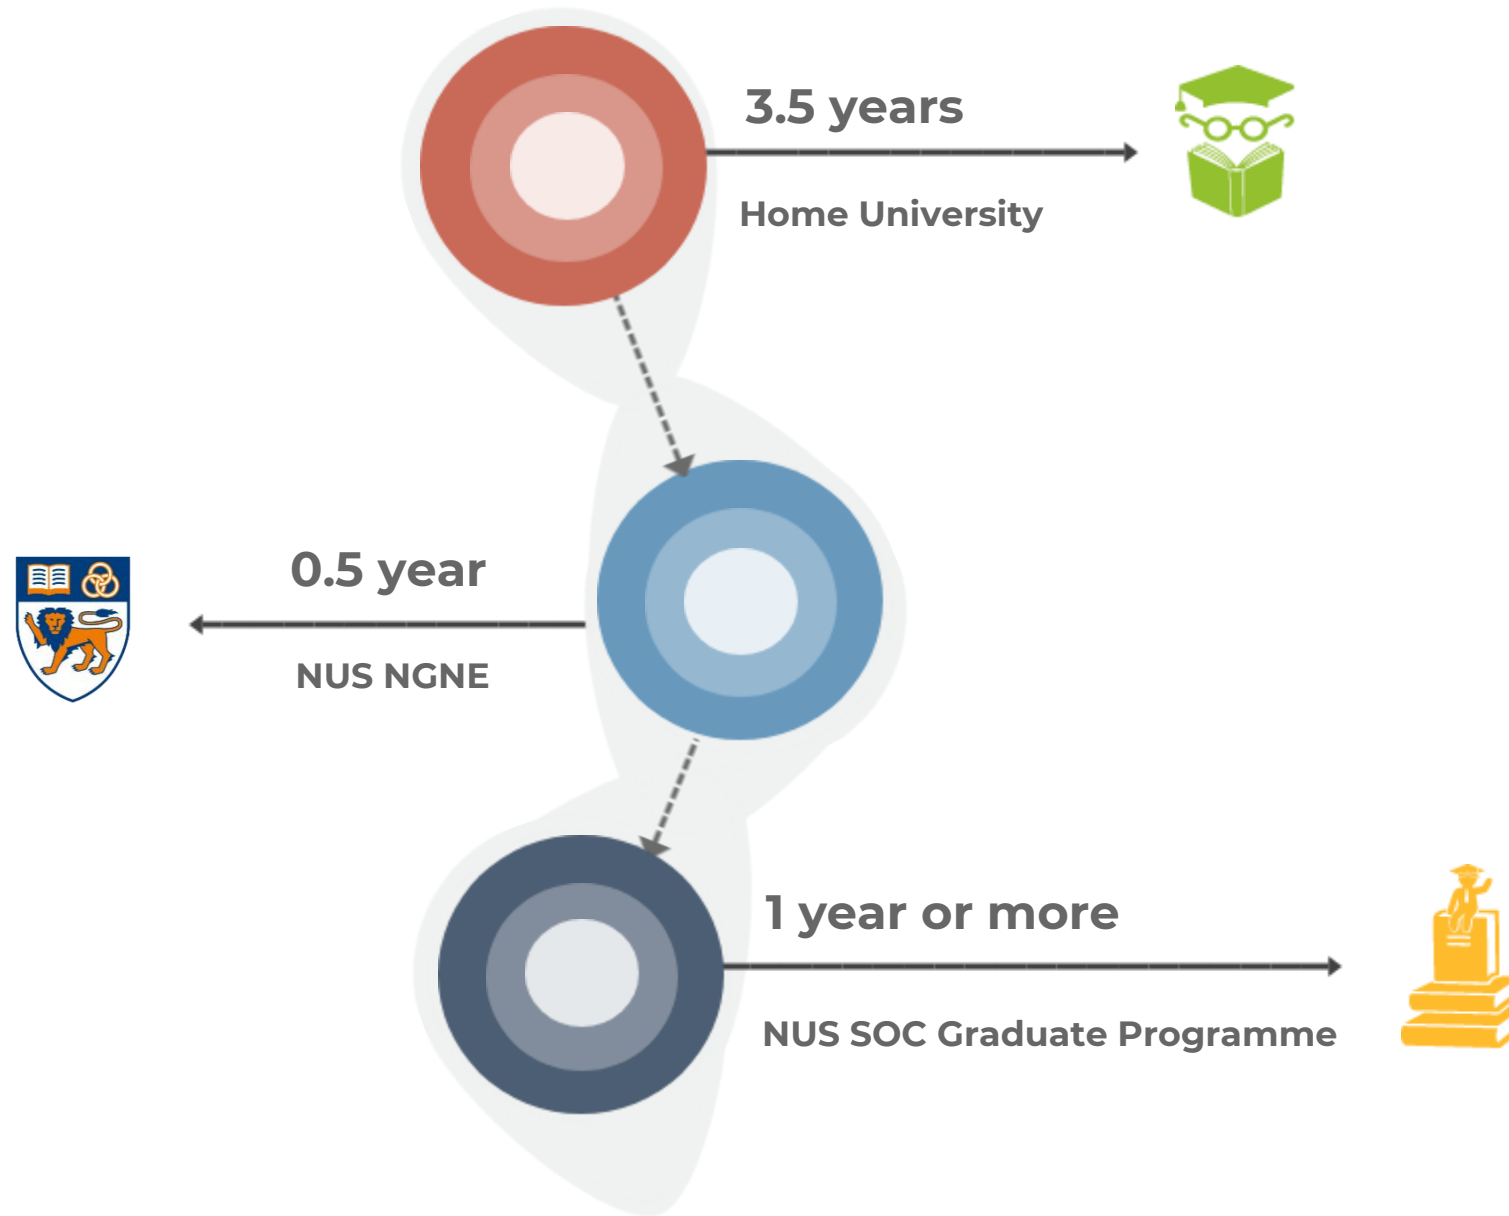 3.5 years
Home University
0.5 year
NUS NGNE
1 year or more
NUS SOC Graduate Programme